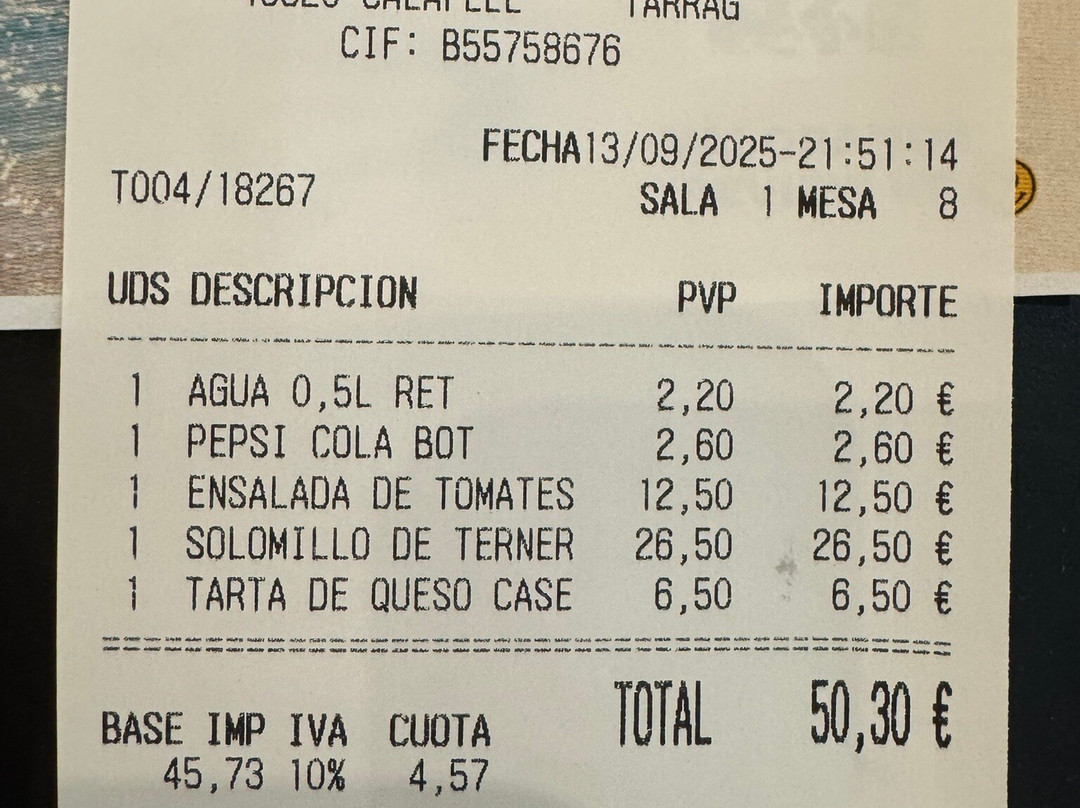 CIF: B55758676
FECHA13/09/2025-21:51:14
T004/18267 SALA 1 MESA 8
UDS DESCRIPCION PVP IMPORTE
1 AGUA 0,5L RET 2,20 2,20 €
1 PEPSI COLA BOT 2,60 2,60 €
1 ENSALADA DE TOMATES 12,50 12,50 €
1 SOLOMILLO DE TERNER 26,50 26,50 €
1 TARTA DE QUESO CASE 6,50 6,50 €
TOTAL 50,30 €
BASE IMP IVA CUOTA
45,73 10% 4,57